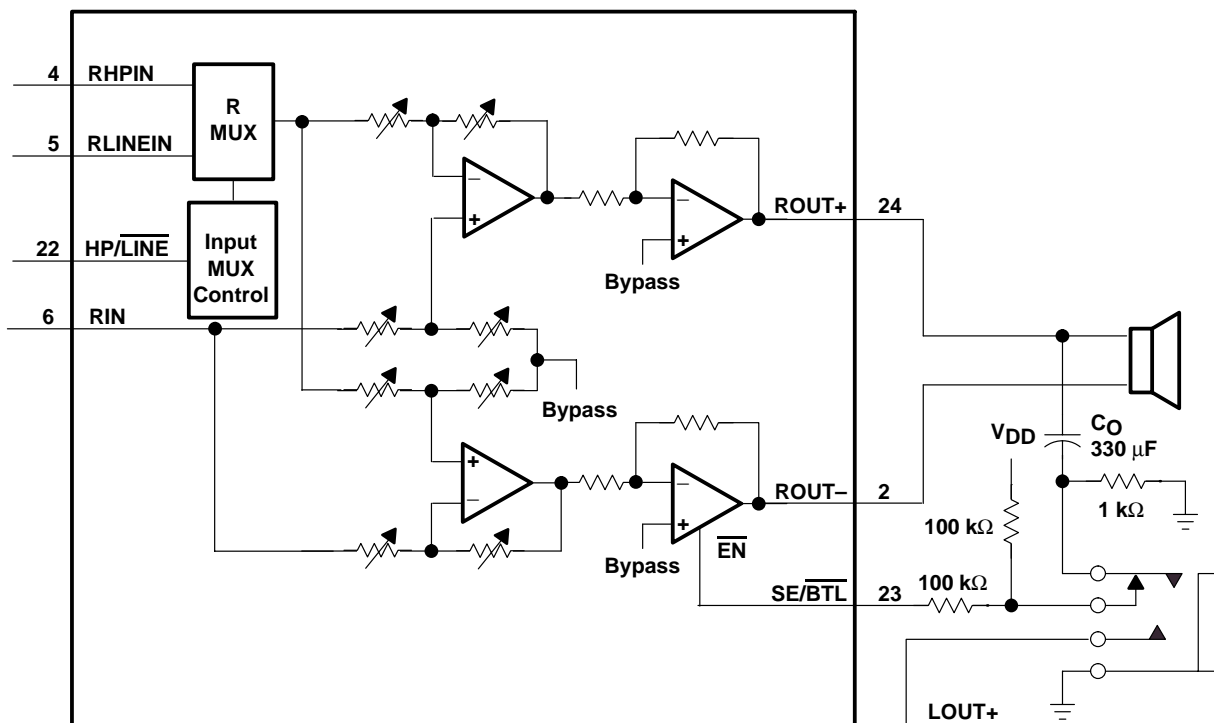 4 RHPIN
R
MUX
5 RLINEIN
−
+
−
+
ROUT+ 24
Bypass
22 HP/LINE
Input
MUX
Control
6 RIN
Bypass
VDD
CO
330 μF
+
−
−
+
ROUT− 2
1 kΩ
100 kΩ
EN
Bypass
SE/BTL 23
100 kΩ
LOUT+